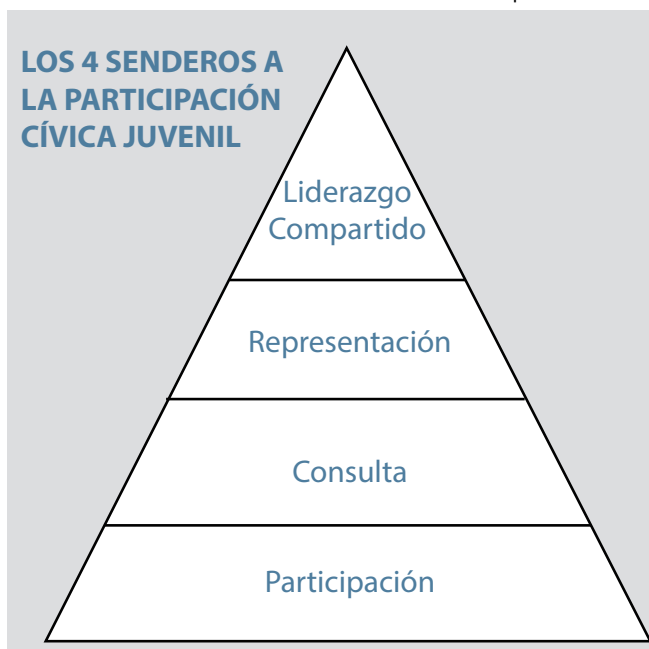 LOS 4 SENDEROS A
LA PARTICIPACIÓN
CÍVICA JUVENIL
Liderazgo
Compartido
Representación
Consulta
Participación